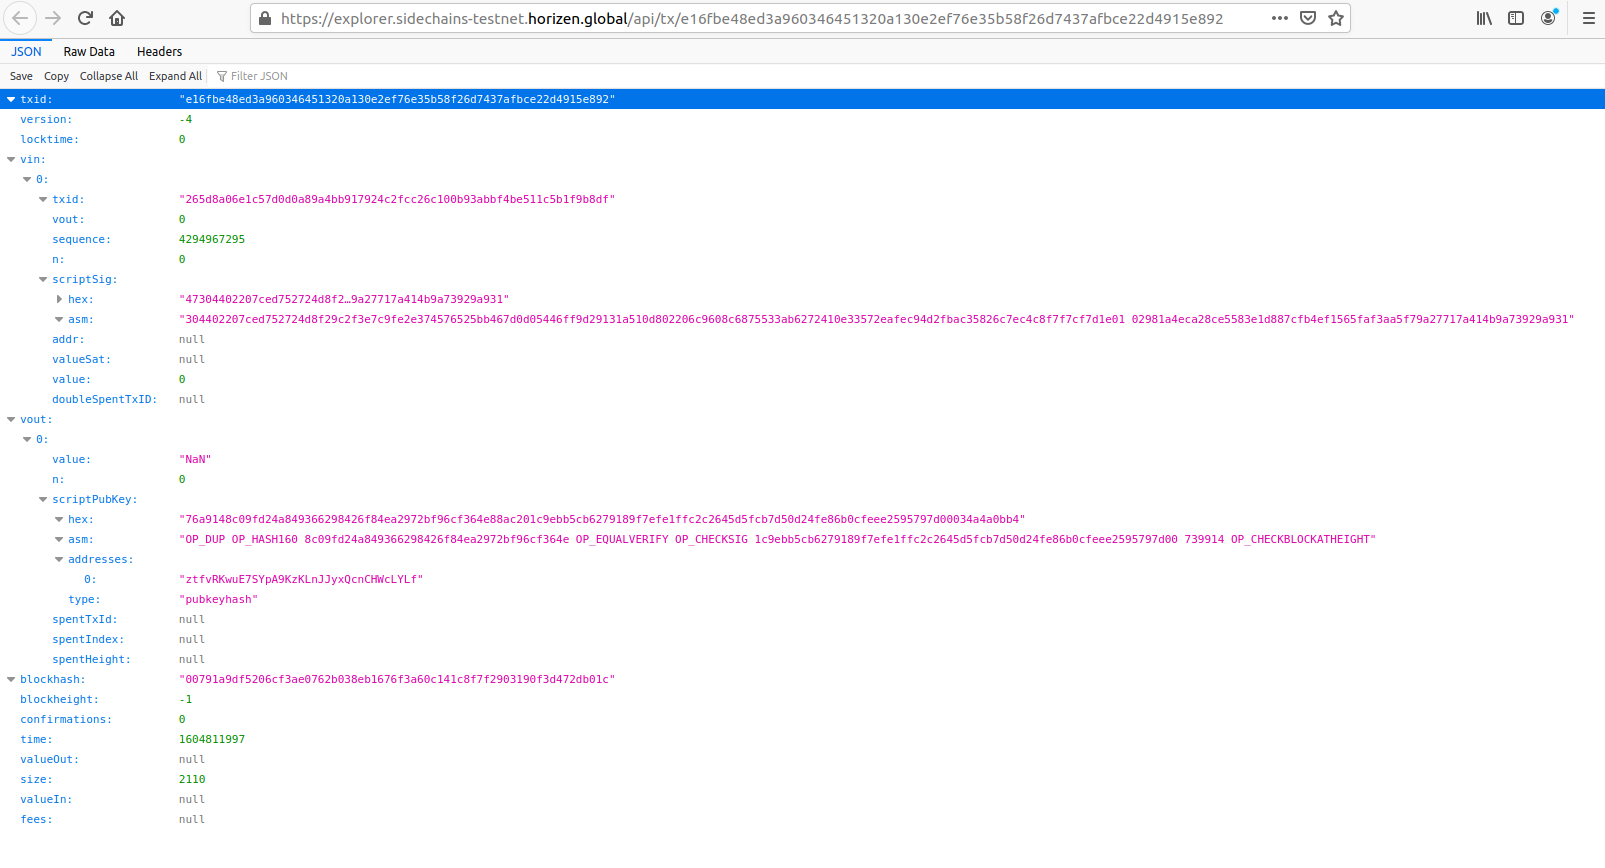 https://explorer.sidechains-testnet.horizen.global/api/tx/e16fbe48ed3a960346451320a130e2ef76e35b58f26d7437afbce22d4915e892
JSON Raw Data Headers
Save Copy Collapse All Expand All Filter JSON
txid: "e16fbe48ed3a960346451320a130e2ef76e35b58f26d7437afbce22d4915e892"
version: -4
locktime: 0
vin:
0:
txid: "265d8a06e1c57d0d0a89a4bb917924c2fcc26c100b93abbf4be511c5b1f9b8df"
vout: 0
sequence: 4294967295
n: 0
scriptSig:
hex: "47304402207ced752724d8f2…9a27717a414b9a73929a931"
asm: "304402207ced752724d8f29c2f3e7c9fe2e374576525bb467d0d05446ff9d29131a510d802206c9608c6875533ab6272410e33572eafec94d2fbac35826c7ec4c8f7f7cf7d1e01 02981a4eca28ce5583e1d887cfb4ef1565faf3aa5f79a27717a414b9a73929a931"
addr: null
valueSat: null
value: 0
doubleSpentTxID: null
vout:
0:
value: "NaN"
n: 0
scriptPubKey:
hex: "76a9148c09fd24a849366298426f84ea2972bf96cf364e88ac201c9ebb5cb6279189f7efe1ffc2c2645d5fcb7d50d24fe86b0cfeee2595797d00034a4a0bb4"
asm: "OP_DUP OP_HASH160 8c09fd24a849366298426f84ea2972bf96cf364e OP_EQUALVERIFY OP_CHECKSIG 1c9ebb5cb6279189f7efe1ffc2c2645d5fcb7d50d24fe86b0cfeee2595797d00 739914 OP_CHECKBLOCKATHEIGHT"
addresses:
0: "ztfvRKwuE7SYpA9KzKLnJJyxQcnCHWcLYLf"
type: "pubkeyhash"
spentTxId: null
spentIndex: null
spentHeight: null
blockhash: "00791a9df5206cf3ae0762b038eb1676f3a60c141c8f7f2903190f3d472db01c"
blockheight: -1
confirmations: 0
time: 1604811997
valueOut: null
size: 2110
valueIn: null
fees: null